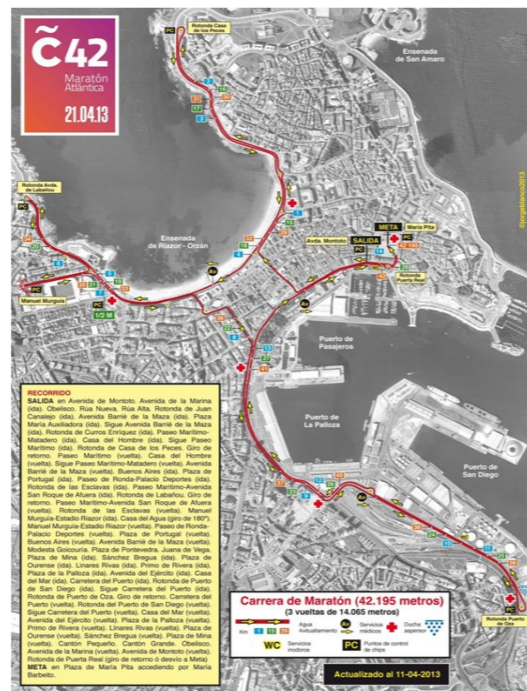 C42
Maratón
Atlántica
21.04.13
Rotonda Casa
de los Peces
PC
Ensenada
de San Amaro
©projebranco2013
Rotonda Avda.
de Labañou
PC
Ensenada de
Riazor - Orzán
META
María Pita
Avda. Montoto
SALIDA
PC
PC
42.195
Rotonda
Puerta Real
Av
Av
PC
Manuel Murguía
PC
1/2 M
Puerto de
Pasajeros
Puerto de
La Palloza
Puerto de
San Diego
Av
PC
Rotonda Puerto
de Oza
RECORRIDO
SALIDA en Avenida de Montoto. Avenida de la Marina
(ida). Obelisco. Rúa Nueva. Rúa Alta. Rotonda de Juan
Canalejo (ida). Avenida Barrié de la Maza (ida). Plaza
María Auxiliadora (ida). Sigue Avenida Barrié de la Maza
(ida). Rotonda de Curros Enríquez (ida). Paseo Marítimo-
Matadero (ida). Casa del Hombre (ida). Sigue Paseo
Marítimo (ida). Rotonda de Casa de los Peces. Giro de
retorno. Paseo Marítimo (vuelta). Casa del Hombre
(vuelta). Sigue Paseo Marítimo-Matadero (vuelta). Avenida
Barrié de la Maza (vuelta). Buenos Aires (ida). Plaza de
Portugal (ida). Paseo de Ronda-Palacio Deportes (ida).
Rotonda de las Esclavas (ida). Paseo Marítimo-Avenida
San Roque de Afuera (ida). Rotonda de Labañou. Giro de
retorno. Paseo Marítimo-Avenida San Roque de Afuera
(vuelta). Rotonda de las Esclavas (vuelta). Manuel
Murguía-Estadio Riazor (ida). Casa del Agua (giro de 180º).
Manuel Murguía-Estadio Riazor (vuelta). Paseo de Ronda-
Palacio Deportes (vuelta). Plaza de Portugal (vuelta).
Buenos Aires (vuelta). Avenida Barrié de la Maza (vuelta).
Modesta Goicouría. Plaza de Pontevedra. Juana de Vega.
Plaza de Mina (ida). Sánchez Bregua (ida). Plaza de
Ourense (ida). Linares Rivas (ida). Primo de Rivera (ida).
Plaza de la Palloza (ida). Avenida del Ejército (ida). Casa
del Mar (ida). Carretera del Puerto (ida). Rotonda de Puerto
de San Diego (ida). Sigue Carretera del Puerto (ida).
Rotonda de Puerto de Oza. Giro de retorno. Carretera del
Puerto (vuelta). Rotonda del Puerto de San Diego (vuelta).
Sigue Carretera del Puerto (vuelta). Casa del Mar (vuelta).
Avenida del Ejército (vuelta). Plaza de la Palloza (vuelta).
Primo de Rivera (vuelta). Linares Rivas (vuelta). Plaza de
Ourense (vuelta). Sánchez Bregua (vuelta). Plaza de Mina
(vuelta). Cantón Pequeño. Cantón Grande. Obelisco.
Avenida de la Marina (vuelta). Avenida de Montoto (vuelta).
Rotonda de Puerta Real (giro de retorno ó desvío a Meta)
META en Plaza de María Pita accediendo por María
Barbeito.
Carrera de Maratón (42.195 metros)
(3 vueltas de 14.065 metros)
Km
1
15
29
Agua
Avituallamiento
Av
Servicios
médicos
Ducha
aspersor
WC
Servicios
inodoros
PC
Puntos de control
de chips
Actualizado al 11-04-2013